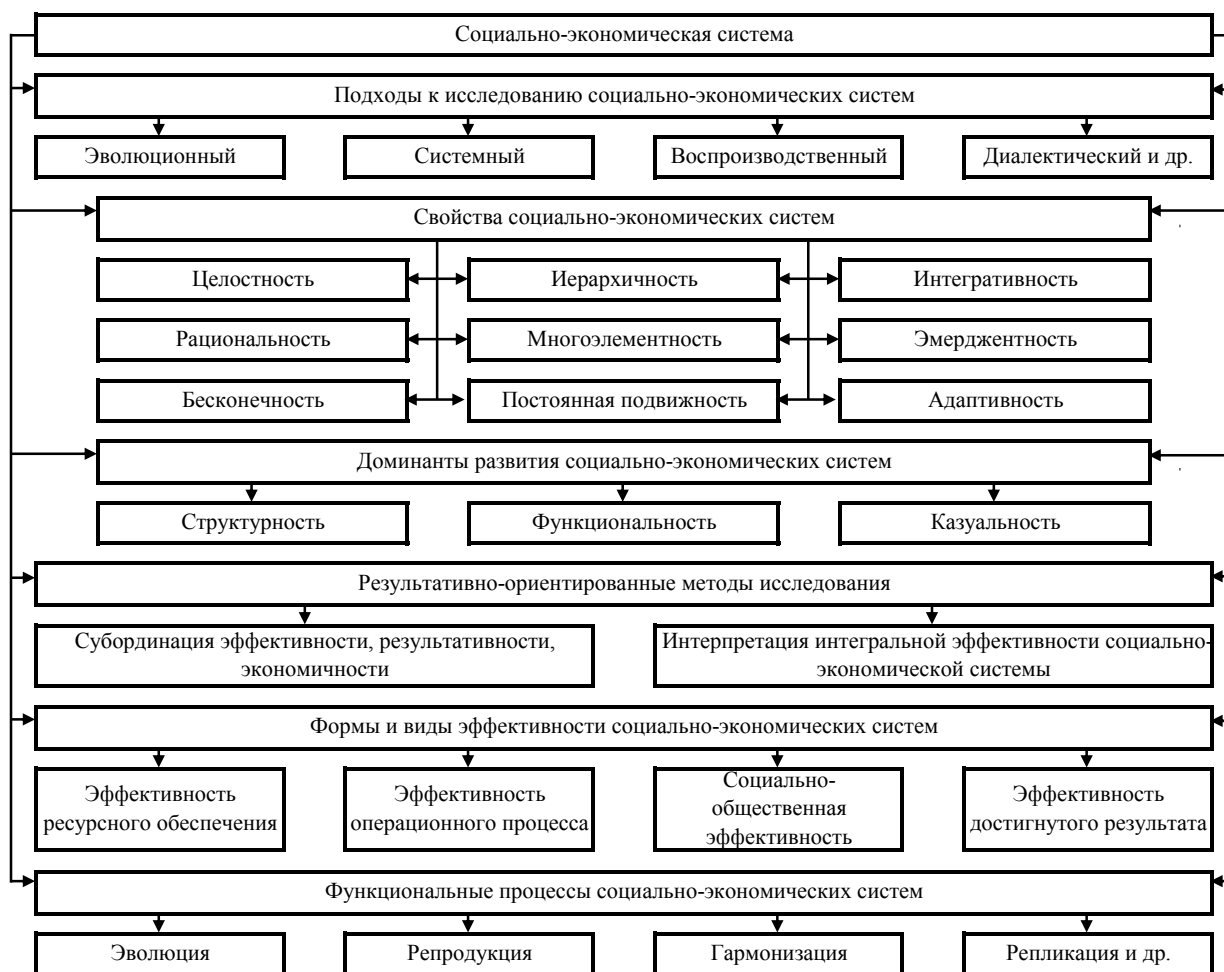 Социально-экономическая система
Подходы к исследованию социально-экономических систем
Эволюционный
Системный
Воспроизводственный
Диалектический и др.
Свойства социально-экономических систем
Целостность
Иерархичность
Интегративность
Рациональность
Многоэлементность
Эмерджентность
Бесконечность
Постоянная подвижность
Адаптивность
Доминанты развития социально-экономических систем
Структурность
Функциональность
Казуальность
Результативно-ориентированные методы исследования
Субординация эффективности, результативности,
экономичности
Интерпретация интегральной эффективности социально-
экономической системы
Формы и виды эффективности социально-экономических систем
Эффективность
ресурсного обеспечения
Эффективность
операционного процесса
Социально-
общественная
эффективность
Эффективность
достигнутого результата
Функциональные процессы социально-экономических систем
Эволюция
Репродукция
Гармонизация
Репликация и др.